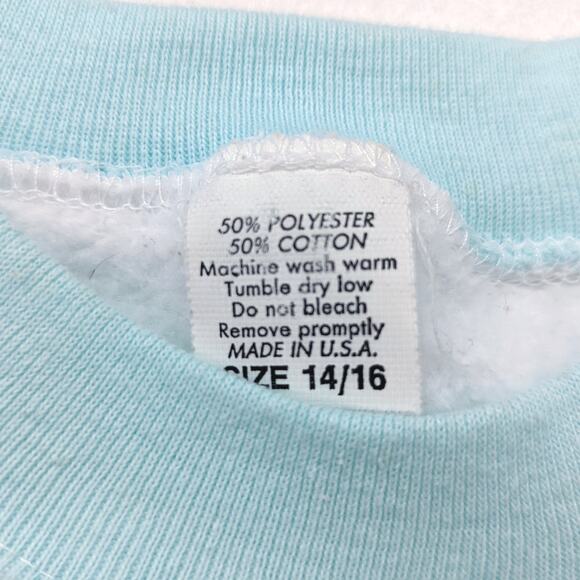 50% POLYESTER
50% COTTON
Machine wash warm
Tumble dry low
Do not bleach
Remove promptly
MADE IN U.S.A.
SIZE 14/16